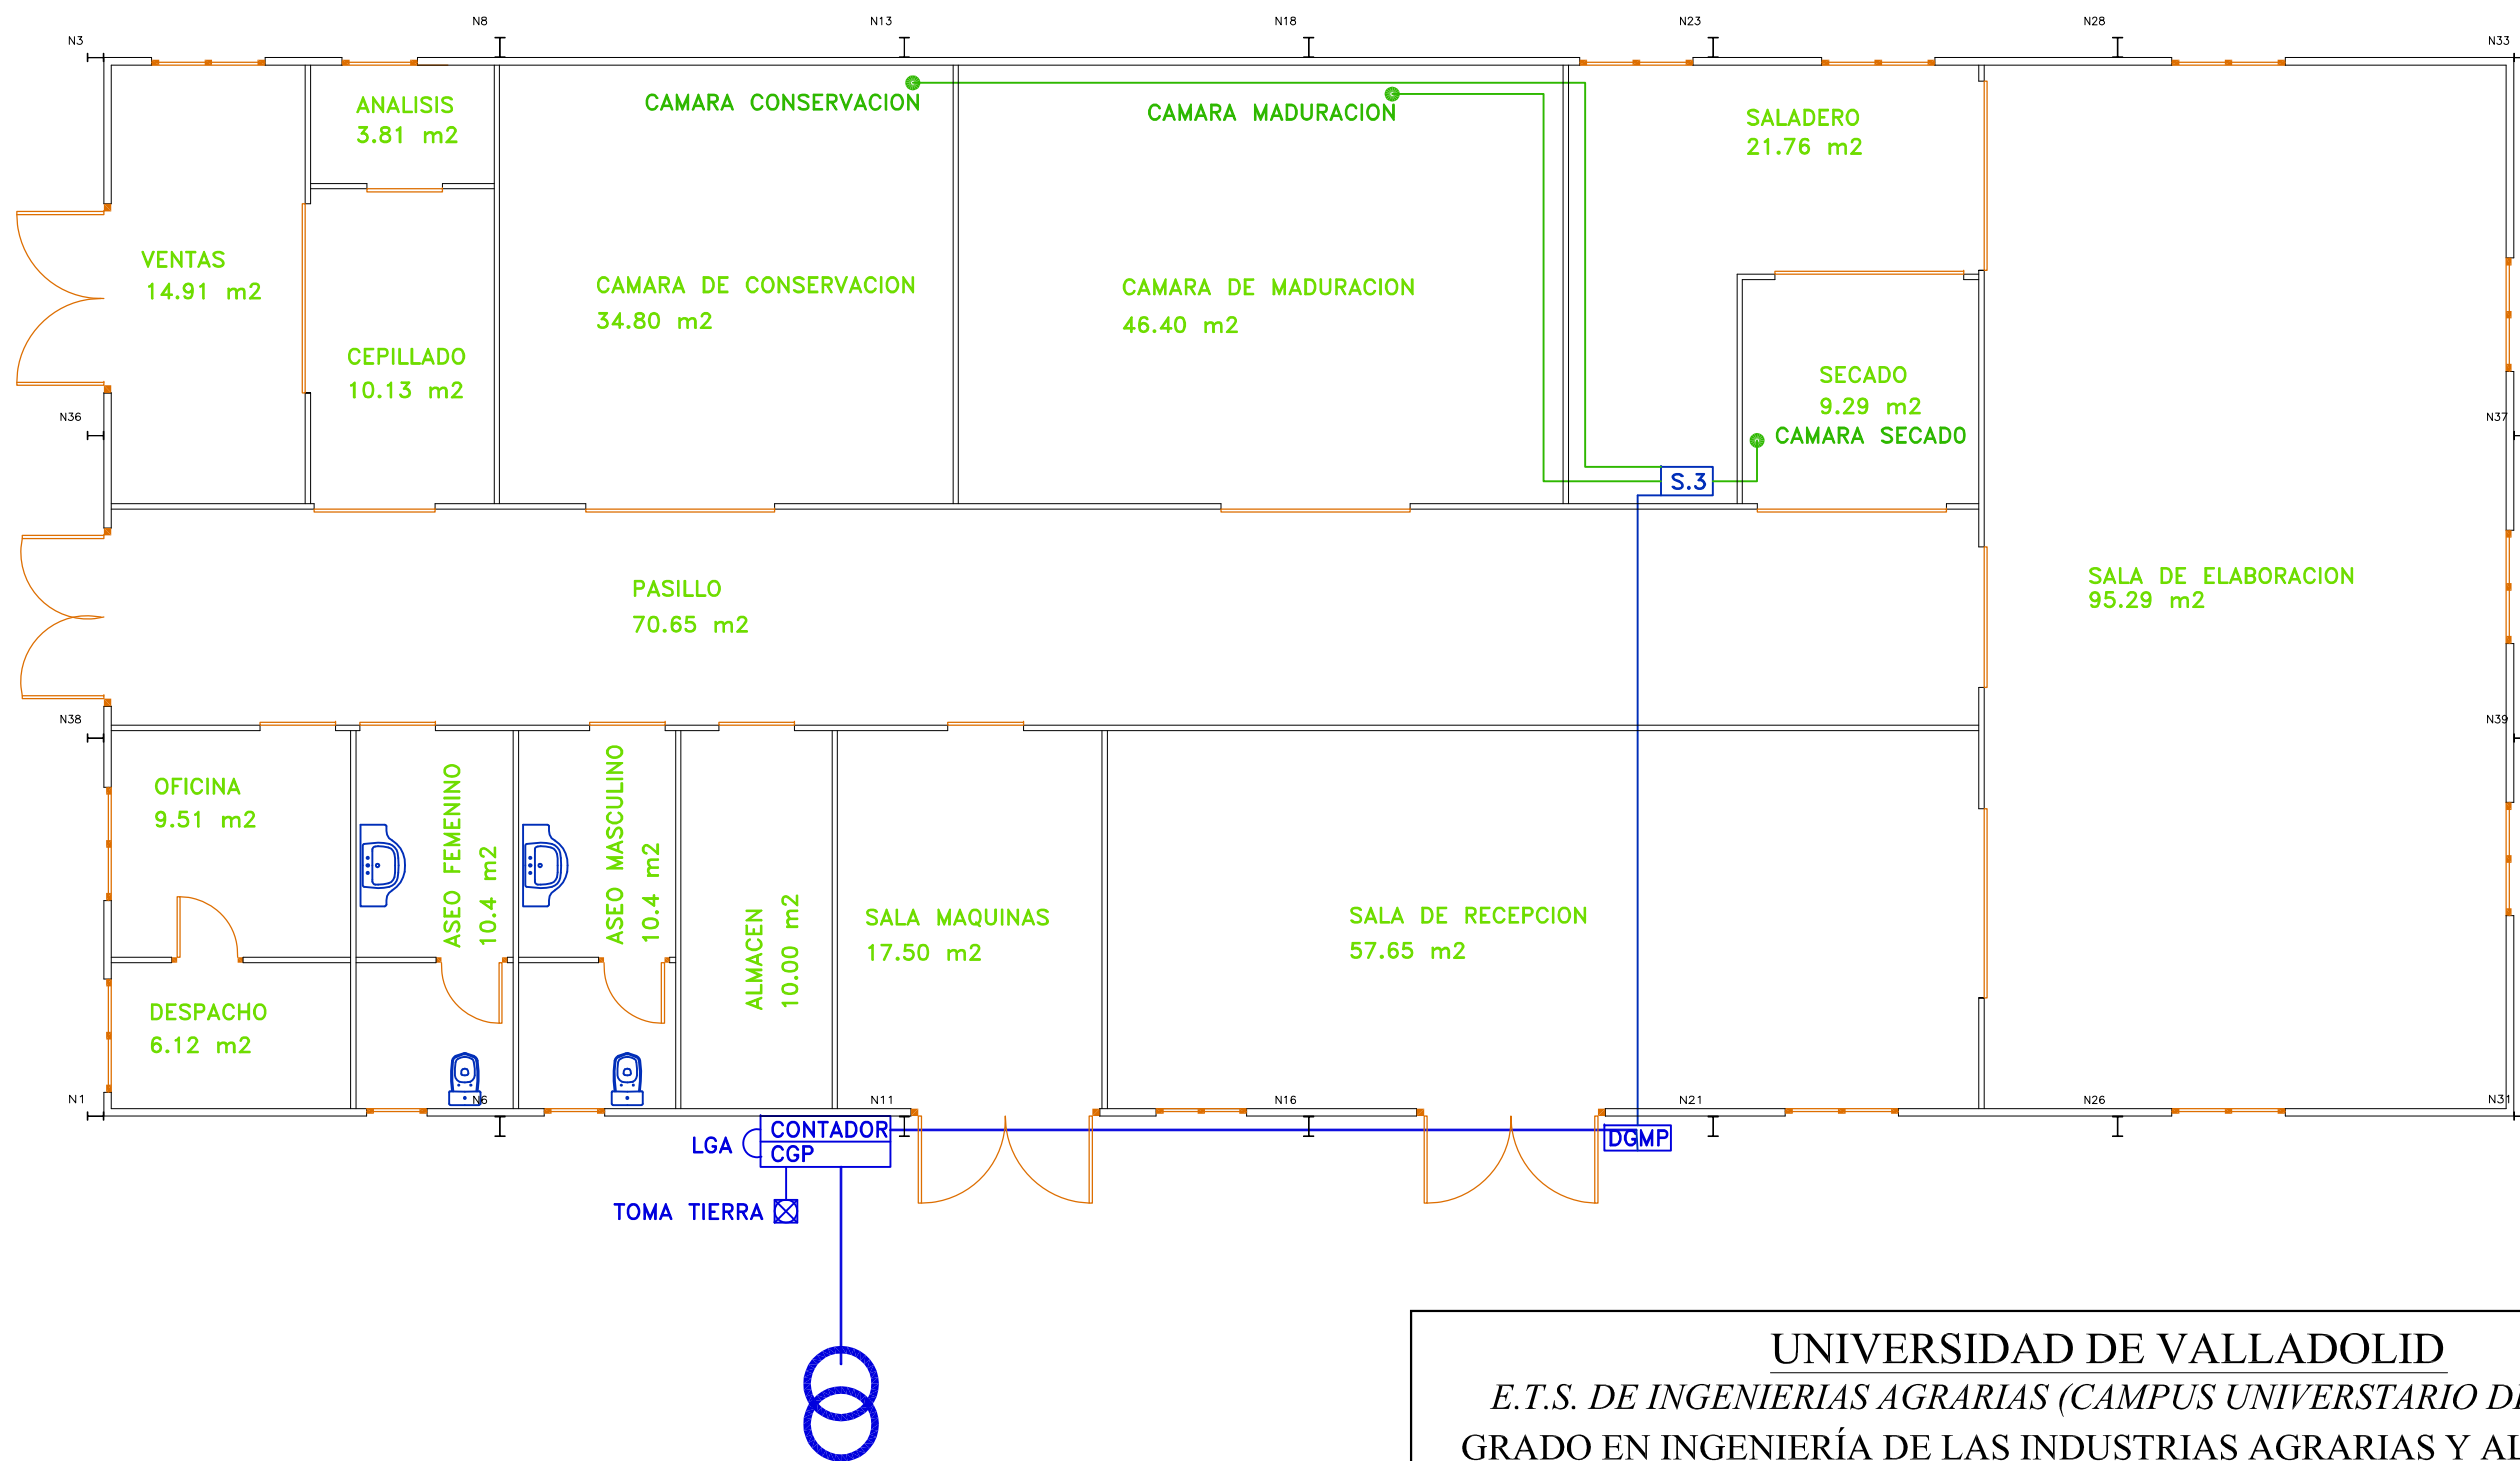 N8
N13
N18
N23
N28
N3
N33
ANALISIS
3.81 m2
CAMARA CONSERVACION
CAMARA MADURACION
SALADERO
21.76 m2
VENTAS
14.91 m2
CAMARA DE CONSERVACION
34.80 m2
CAMARA DE MADURACION
46.40 m2
CEPILLADO
10.13 m2
SECADO
9.29 m2
CAMARA SECADO
N36
N37
S.3
PASILLO
70.65 m2
SALA DE ELABORACION
95.29 m2
N38
N39
OFICINA
9.51 m2
ASEO FEMENINO
10.4 m2
ASEO MASCULINO
10.4 m2
ALMACEN
10.00 m2
SALA MAQUINAS
17.50 m2
SALA DE RECEPCION
57.65 m2
DESPACHO
6.12 m2
N1
N6
N11
N16
N21
N26
N31
LGA
CONTADOR
CGP
DGMP
TOMA TIERRA
UNIVERSIDAD DE VALLADOLID
E.T.S. DE INGENIERIAS AGRARIAS (CAMPUS UNIVERSTARIO DE
GRADO EN INGENIERÍA DE LAS INDUSTRIAS AGRARIAS Y AL